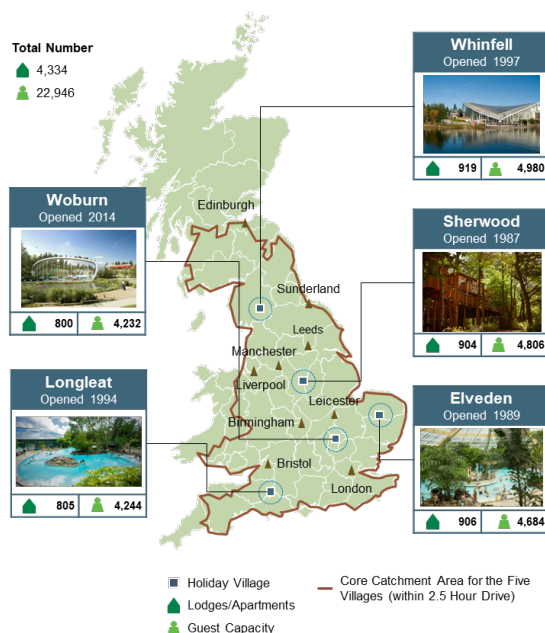 Total Number
4,334
22,946
Whinfell
Opened 1997
919 4,980
Woburn
Opened 2014
800 4,232
Sherwood
Opened 1987
904 4,806
Longleat
Opened 1994
805 4,244
Elveden
Opened 1989
906 4,684
Edinburgh
Sunderland
Leeds
Manchester
Liverpool
Leicester
Birmingham
Bristol
London
Holiday Village
Lodges/Apartments
Guest Capacity
Core Catchment Area for the Five
Villages (within 2.5 Hour Drive)